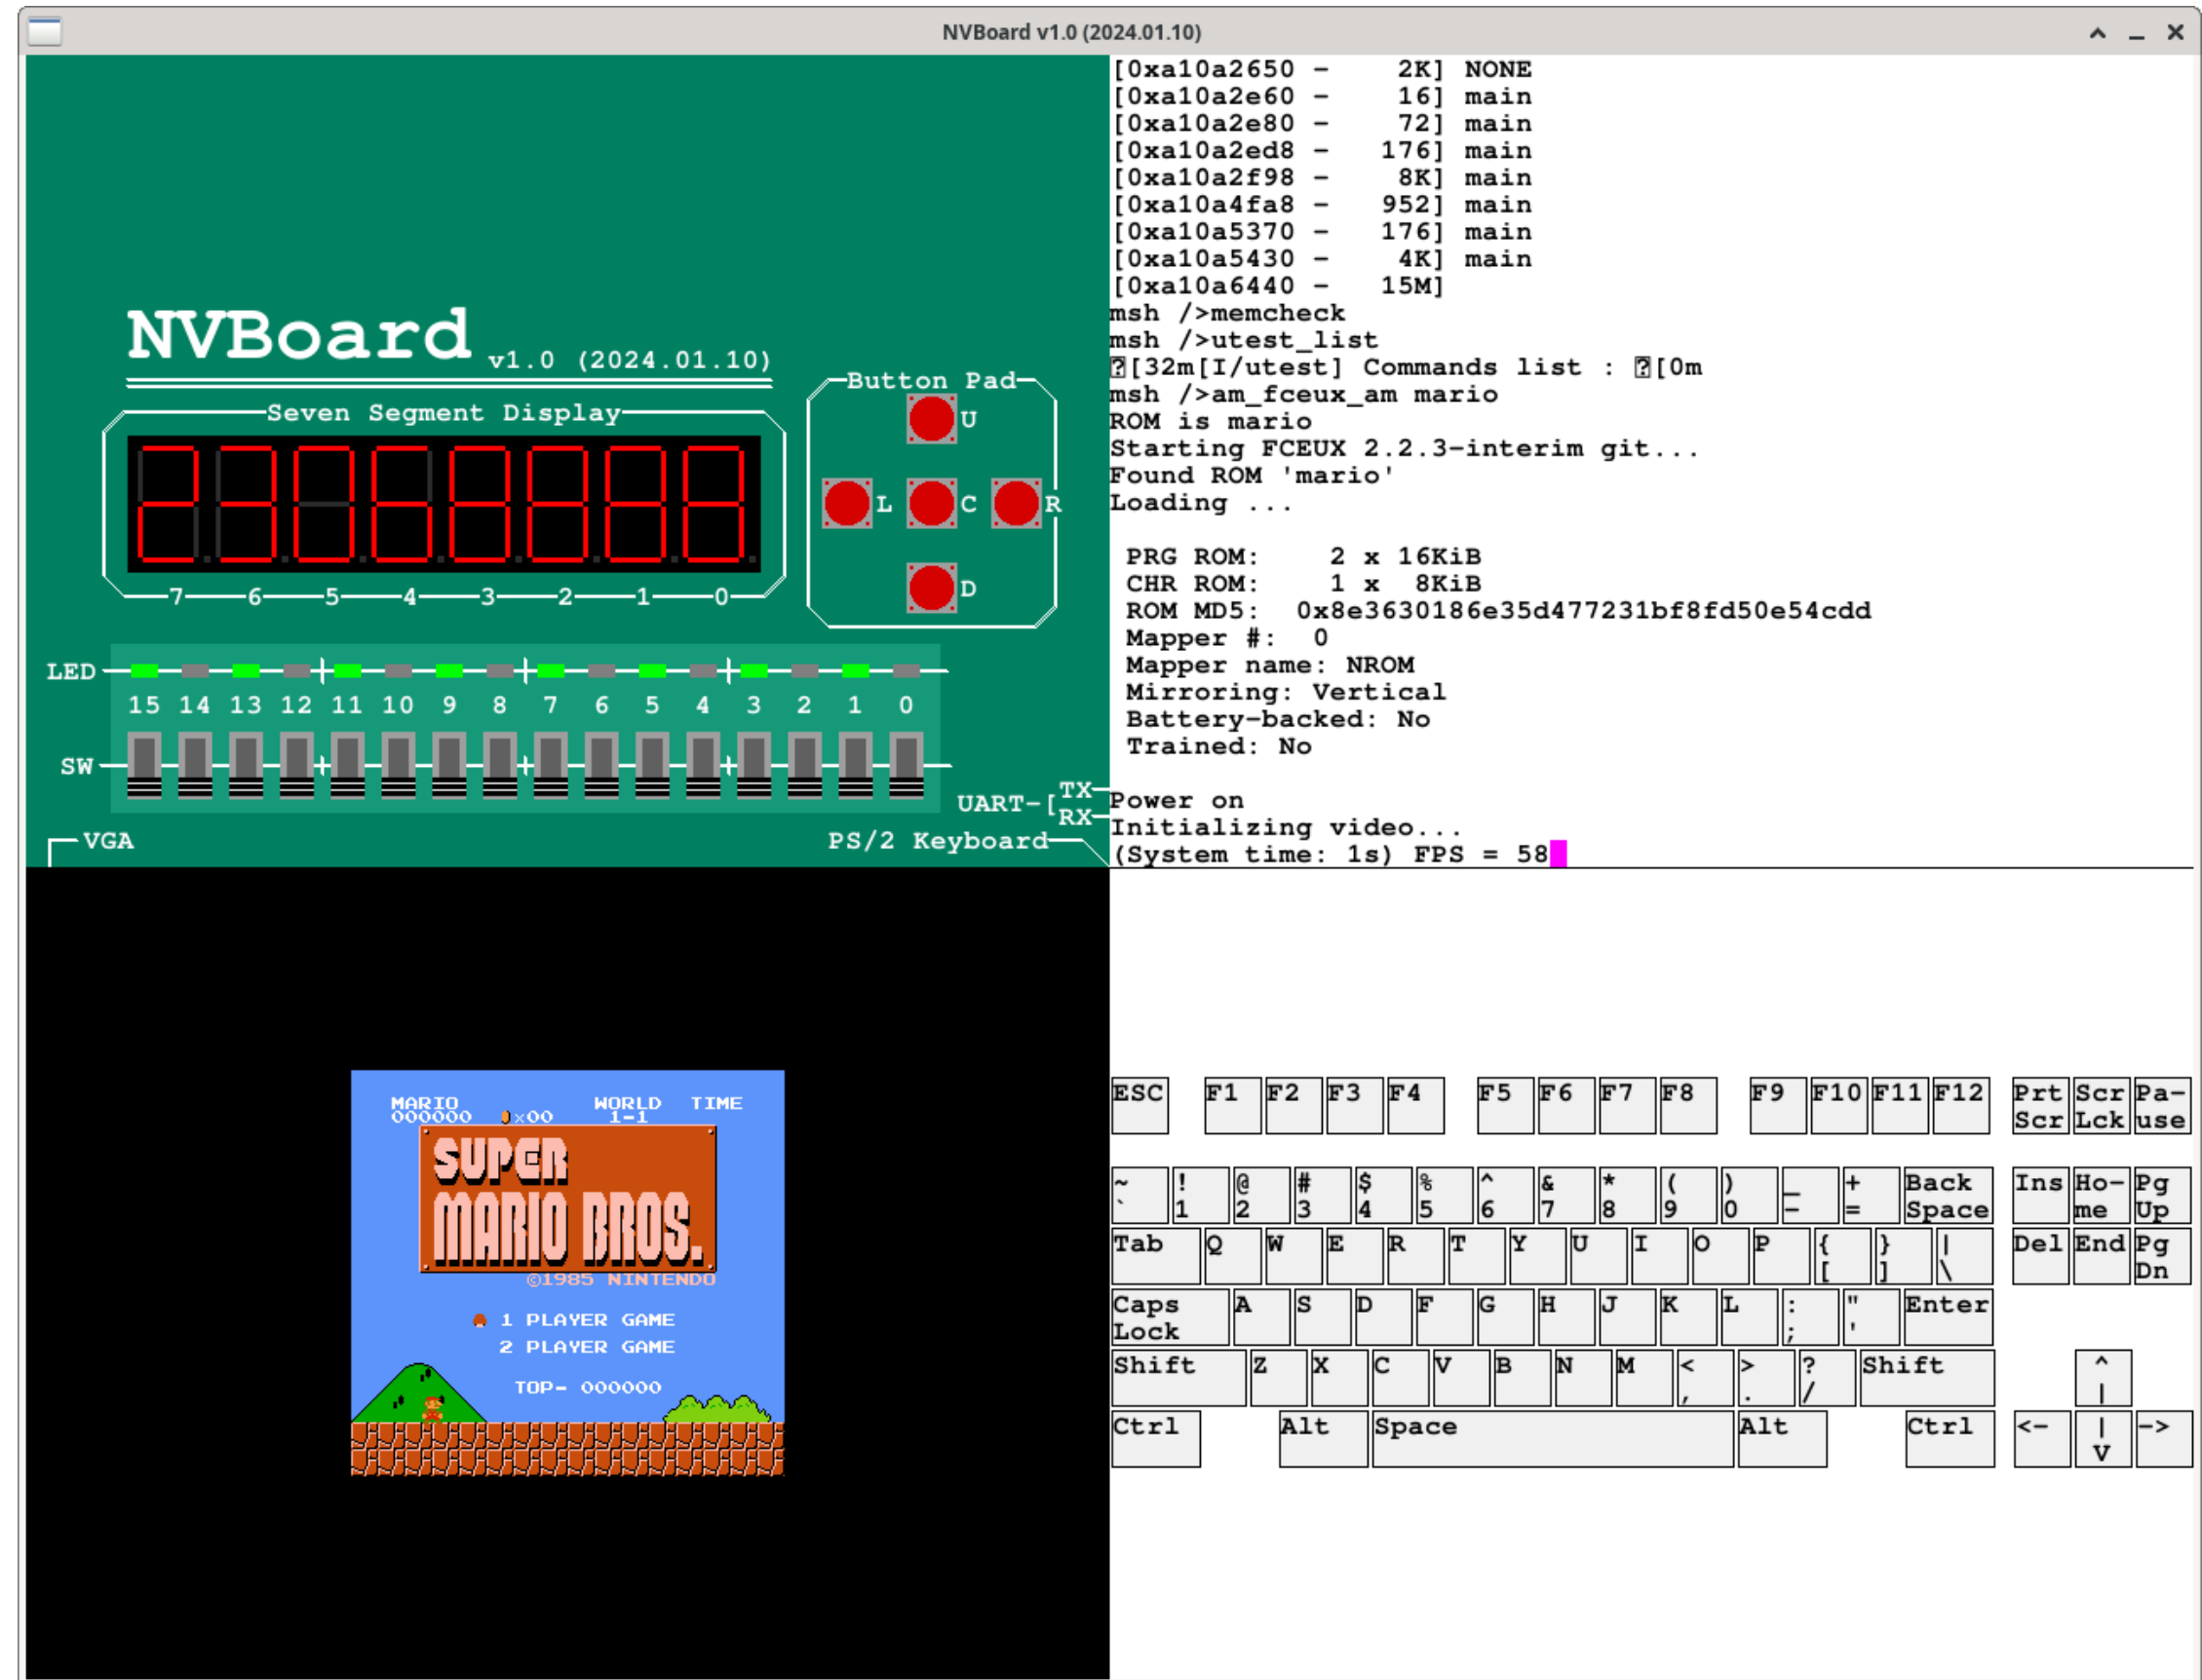 NVBoard v1.0 (2024.01.10)
NVBoard v1.0 (2024.01.10)
Seven Segment Display
23088888
7 6 5 4 3 2 1 0
Button Pad
U
L C R
D
LED
15 14 13 12 11 10 9 8 7 6 5 4 3 2 1 0
SW
UART-[ TX
RX
VGA
PS/2 Keyboard
[0xa10a2650 - 2K] NONE
[0xa10a2e60 - 16] main
[0xa10a2e80 - 72] main
[0xa10a2ed8 - 176] main
[0xa10a2f98 - 8K] main
[0xa10a4fa8 - 952] main
[0xa10a5370 - 176] main
[0xa10a5430 - 4K] main
[0xa10a6440 - 15M]
msh />memcheck
msh />utest_list
�[32m[I/utest] Commands list : �[0m
msh />am_fceux_am mario
ROM is mario
Starting FCEUX 2.2.3-interim git...
Found ROM 'mario'
Loading ...
PRG ROM: 2 x 16KiB
CHR ROM: 1 x 8KiB
ROM MD5: 0x8e3630186e35d477231bf8fd50e54cdd
Mapper #: 0
Mapper name: NROM
Mirroring: Vertical
Battery-backed: No
Trained: No
Power on
Initializing video...
(System time: 1s) FPS = 58
MARIO WORLD TIME
000000 ×00 1-1
SUPER
MARIO BROS.
©1985 NINTENDO
1 PLAYER GAME
2 PLAYER GAME
TOP- 000000
ESC F1 F2 F3 F4 F5 F6 F7 F8 F9 F10 F11 F12 Prt Scr Pa-
Scr Lck use
~ ! @ # $ % ^ & * ( ) _ + Back Ins Ho- Pg
` 1 2 3 4 5 6 7 8 9 0 - = Space me Up
Tab Q W E R T Y U I O P { } | Del End Pg
[ ] \ Dn
Caps A S D F G H J K L : " Enter
Lock ; '
Shift Z X C V B N M < > ? Shift ^
, . / |
Ctrl Alt Space Alt Ctrl <- | ->
V